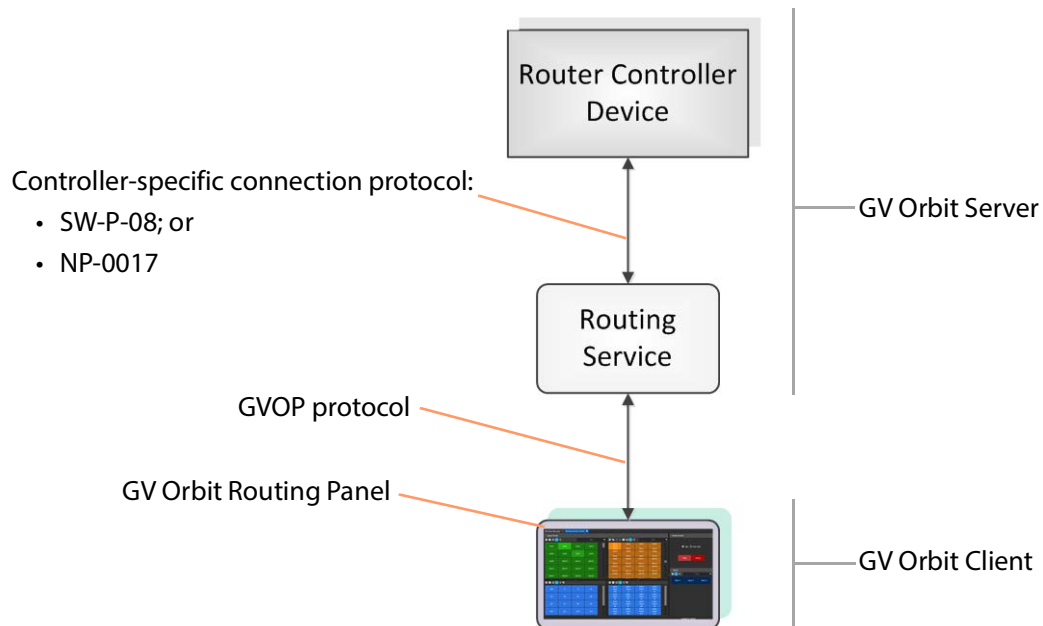 Router Controller
Device
Controller-specific connection protocol:
• SW-P-08; or
• NP-0017
GV Orbit Server
Routing
Service
GVOP protocol
GV Orbit Routing Panel
GV Orbit Client